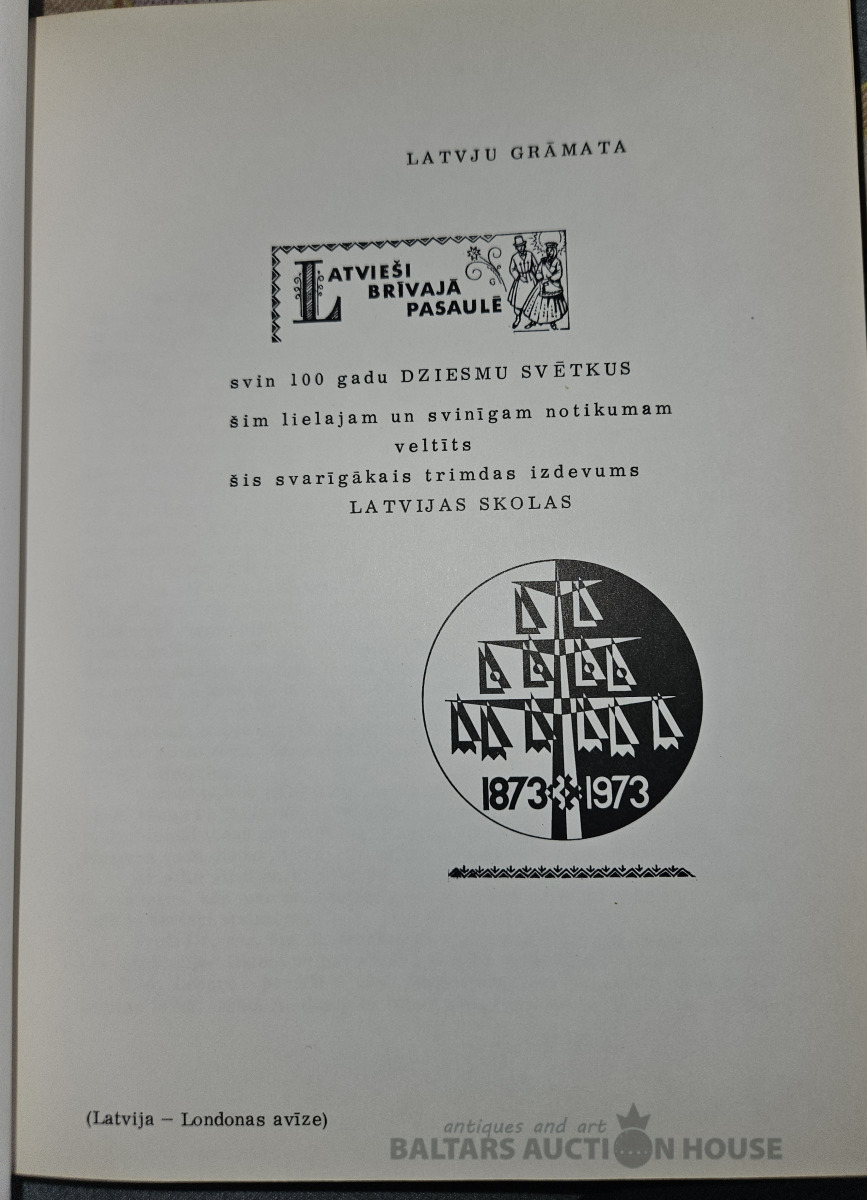 LATVJU GRĀMATA
LATVIEŠI
BRĪVAJĀ
PASAULĒ
svin 100 gadu DZIESMU SVĒTKUS
šim lielajam un svinīgam notikumam
veltīts
šis svarīgākais trimdas izdevums
LATVIJAS SKOLAS
1873 1973
(Latvija – Londonas avīze)
antiques and art
BALTARS AUCTION HOUSE